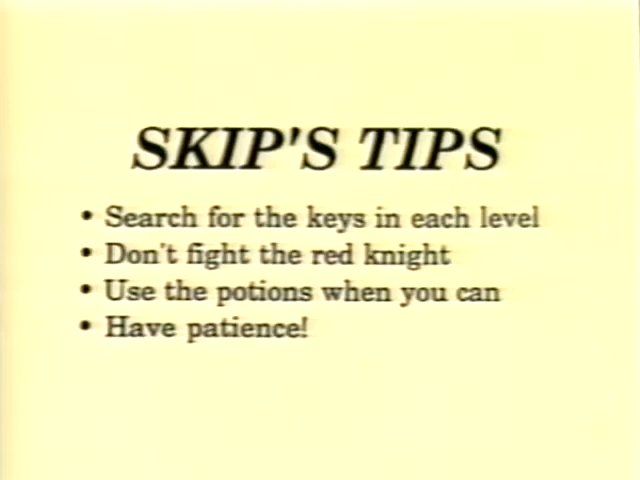 SKIP'S TIPS
• Search for the keys in each level
• Don't fight the red knight
• Use the potions when you can
• Have patience!